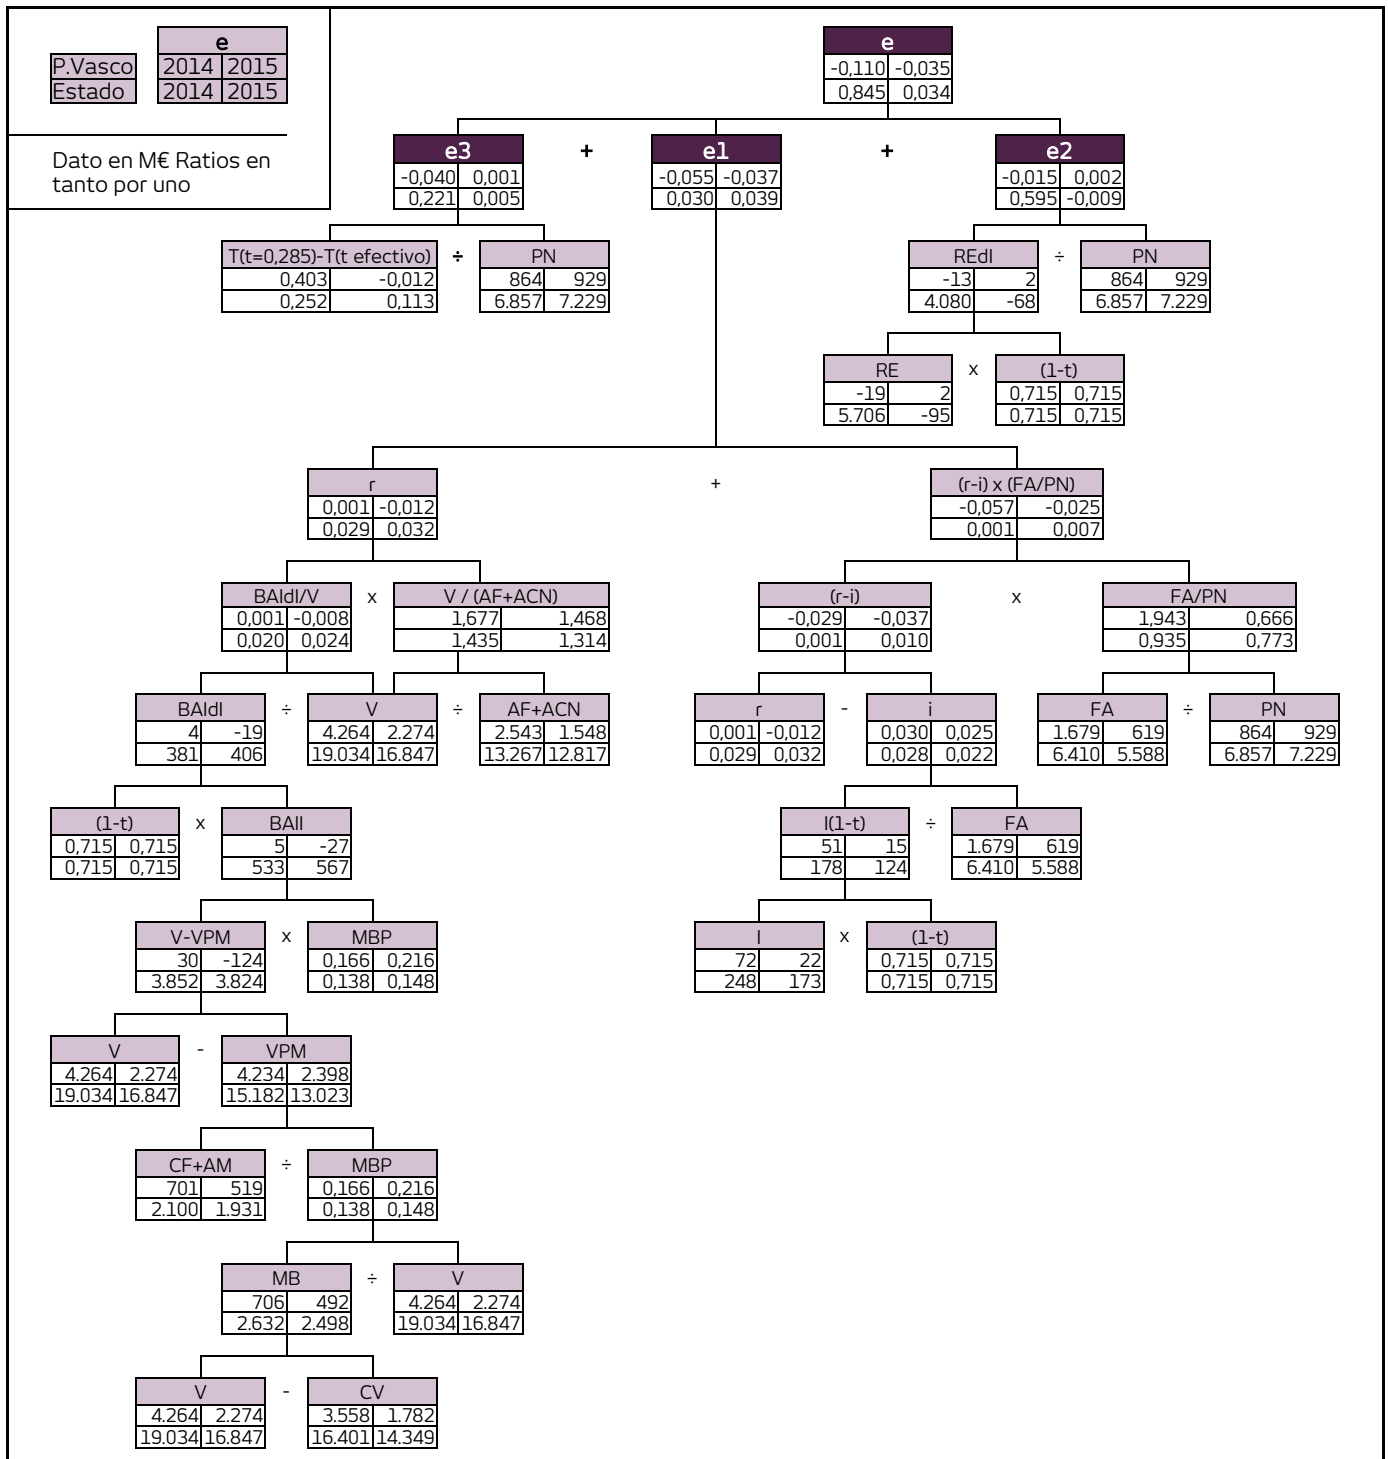 e
P.Vasco 2014 2015
Estado 2014 2015
Dato en M€ Ratios en
tanto por uno
e
-0,110 -0,035
0,845 0,034
e3 + e1 + e2
-0,040 0,001 -0,055 -0,037 -0,015 0,002
0,221 0,005 0,030 0,039 0,595 -0,009
T(t=0,285)-T(t efectivo) ÷ PN REdI ÷ PN
0,403 -0,012 864 929 -13 2 864 929
0,252 0,113 6.857 7.229 4.080 -68 6.857 7.229
RE x (1-t)
-19 2 0,715 0,715
5.706 -95 0,715 0,715
r + (r-i) x (FA/PN)
0,001 -0,012 -0,057 -0,025
0,029 0,032 0,001 0,007
BAIdI/V x V / (AF+ACN) (r-i) x FA/PN
0,001 -0,008 1,677 1,468 -0,029 -0,037 1,943 0,666
0,020 0,024 1,435 1,314 0,001 0,010 0,935 0,773
BAIdI ÷ V ÷ AF+ACN r - i FA ÷ PN
4 -19 4.264 2.274 2.543 1.548 0,001 -0,012 0,030 0,025 1.679 619 864 929
381 406 19.034 16.847 13.267 12.817 0,029 0,032 0,028 0,022 6.410 5.588 6.857 7.229
(1-t) x BAII I(1-t) ÷ FA
0,715 0,715 5 -27 51 15 1.679 619
0,715 0,715 533 567 178 124 6.410 5.588
V-VPM x MBP I x (1-t)
30 -124 0,166 0,216 72 22 0,715 0,715
3.852 3.824 0,138 0,148 248 173 0,715 0,715
V - VPM
4.264 2.274 4.234 2.398
19.034 16.847 15.182 13.023
CF+AM ÷ MBP
701 519 0,166 0,216
2.100 1.931 0,138 0,148
MB ÷ V
706 492 4.264 2.274
2.632 2.498 19.034 16.847
V - CV
4.264 2.274 3.558 1.782
19.034 16.847 16.401 14.349